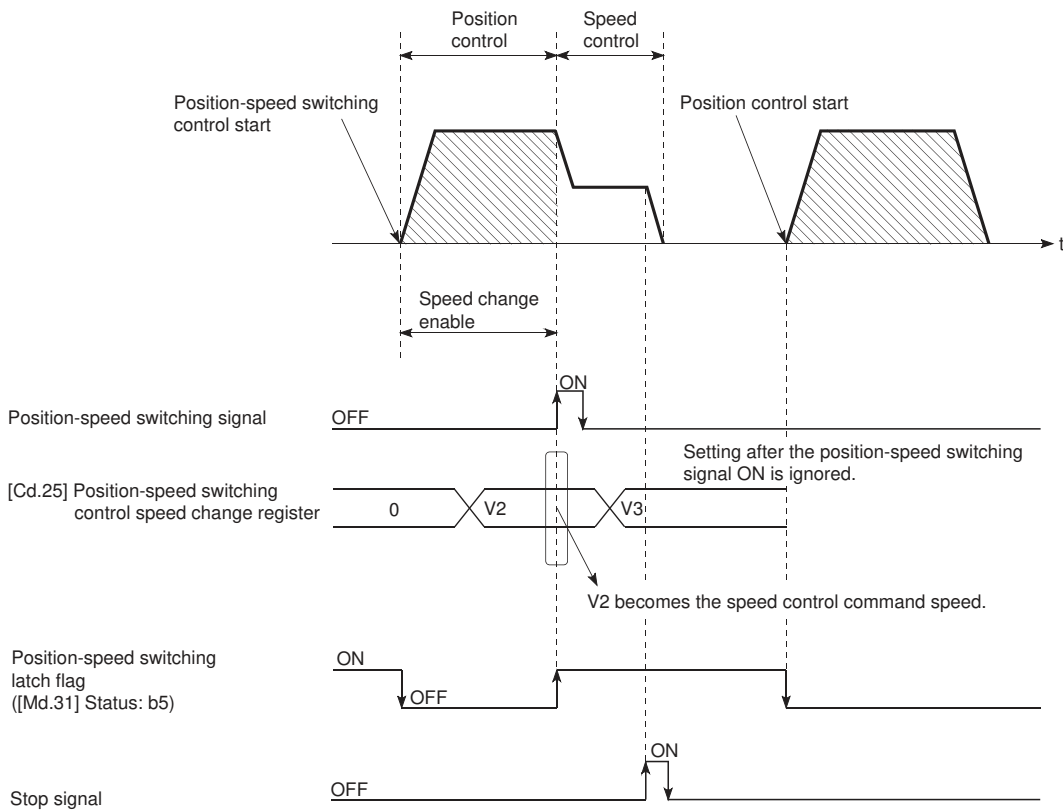 Position
control
Speed
control
Position-speed switching
control start
Position control start
t
Speed change
enable
ON
Position-speed switching signal
OFF
Setting after the position-speed switching
signal ON is ignored.
[Cd.25] Position-speed switching
control speed change register
0
V2
V3
V2 becomes the speed control command speed.
Position-speed switching
latch flag
([Md.31] Status: b5)
ON
OFF
ON
Stop signal
OFF